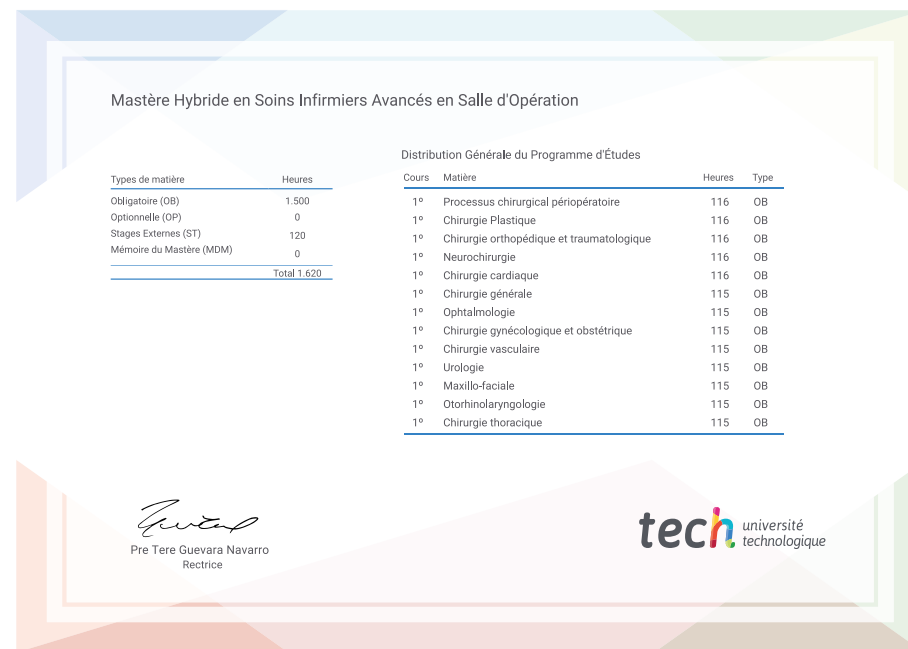 Mastère Hybride en Soins Infirmiers Avancés en Salle d'Opération
Types de matière Heures
Obligatoire (OB) 1.500
Optionnelle (OP) 0
Stages Externes (ST) 120
Mémoire du Mastère (MDM) 0
Total 1.620
Distribution Générale du Programme d'Études
Cours Matière Heures Type
1º Processus chirurgical périopératoire 116 OB
1º Chirurgie Plastique 116 OB
1º Chirurgie orthopédique et traumatologique 116 OB
1º Neurochirurgie 116 OB
1º Chirurgie cardiaque 116 OB
1º Chirurgie générale 115 OB
1º Ophtalmologie 115 OB
1º Chirurgie gynécologique et obstétrique 115 OB
1º Chirurgie vasculaire 115 OB
1º Urologie 115 OB
1º Maxillo-faciale 115 OB
1º Otorhinolaryngologie 115 OB
1º Chirurgie thoracique 115 OB
Pre Tere Guevara Navarro
Rectrice
tech université
technologique